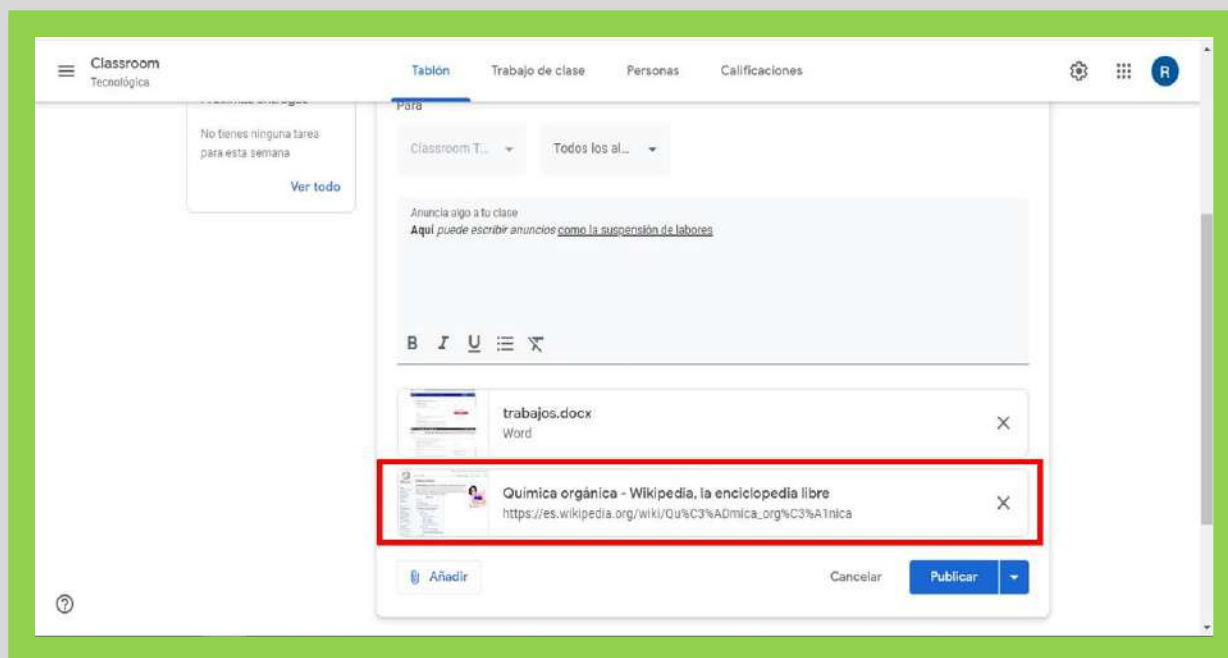 Classroom
Tecnológica
Tablón
Trabajo de clase
Personas
Calificaciones
R
No tienes ninguna tarea
para esta semana
Ver todo
Para
Classroom T...
Todos los al...
Anuncia algo a tu clase
Aquí puede escribir anuncios como la suspensión de labores
B I U
trabajos.docx
Word
Química orgánica - Wikipedia, la enciclopedia libre
https://es.wikipedia.org/wiki/Qu%C3%ADmica_org%C3%A1nica
Añadir
Cancelar
Publicar